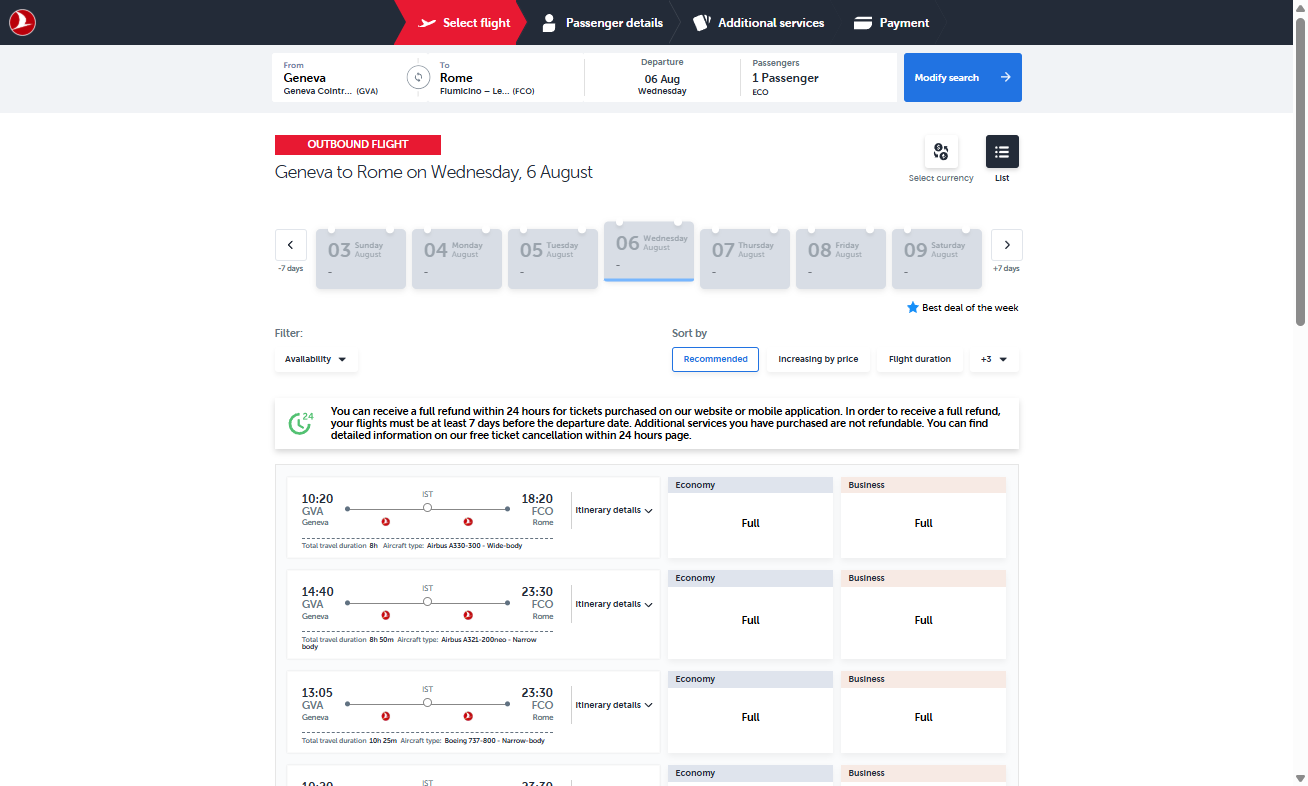 Select flight
Passenger details
Additional services
Payment
From
Geneva
Geneva Cointr... (GVA)
To
Rome
Fiumicino – Le... (FCO)
Departure
06 Aug
Wednesday
Passengers
1 Passenger
ECO
Modify search
OUTBOUND FLIGHT
Geneva to Rome on Wednesday, 6 August
Select currency
List
-7 days
03 Sunday August
-
04 Monday August
-
05 Tuesday August
-
06 Wednesday August
-
07 Thursday August
-
08 Friday August
-
09 Saturday August
-
+7 days
Best deal of the week
Filter:
Availability
Sort by
Recommended
Increasing by price
Flight duration
+3
24
You can receive a full refund within 24 hours for tickets purchased on our website or mobile application. In order to receive a full refund,
your flights must be at least 7 days before the departure date. Additional services you have purchased are not refundable. You can find
detailed information on our free ticket cancellation within 24 hours page.
10:20
GVA
Geneva
IST
18:20
FCO
Rome
Itinerary details
Total travel duration 8h Aircraft type: Airbus A330-300 - Wide-body
Economy
Full
Business
Full
14:40
GVA
Geneva
IST
23:30
FCO
Rome
Itinerary details
Total travel duration 8h 50m Aircraft type: Airbus A321-200neo - Narrow
body
Economy
Full
Business
Full
13:05
GVA
Geneva
IST
23:30
FCO
Rome
Itinerary details
Total travel duration 10h 25m Aircraft type: Boeing 737-800 - Narrow-body
Economy
Full
Business
Full
IST
Economy
Business